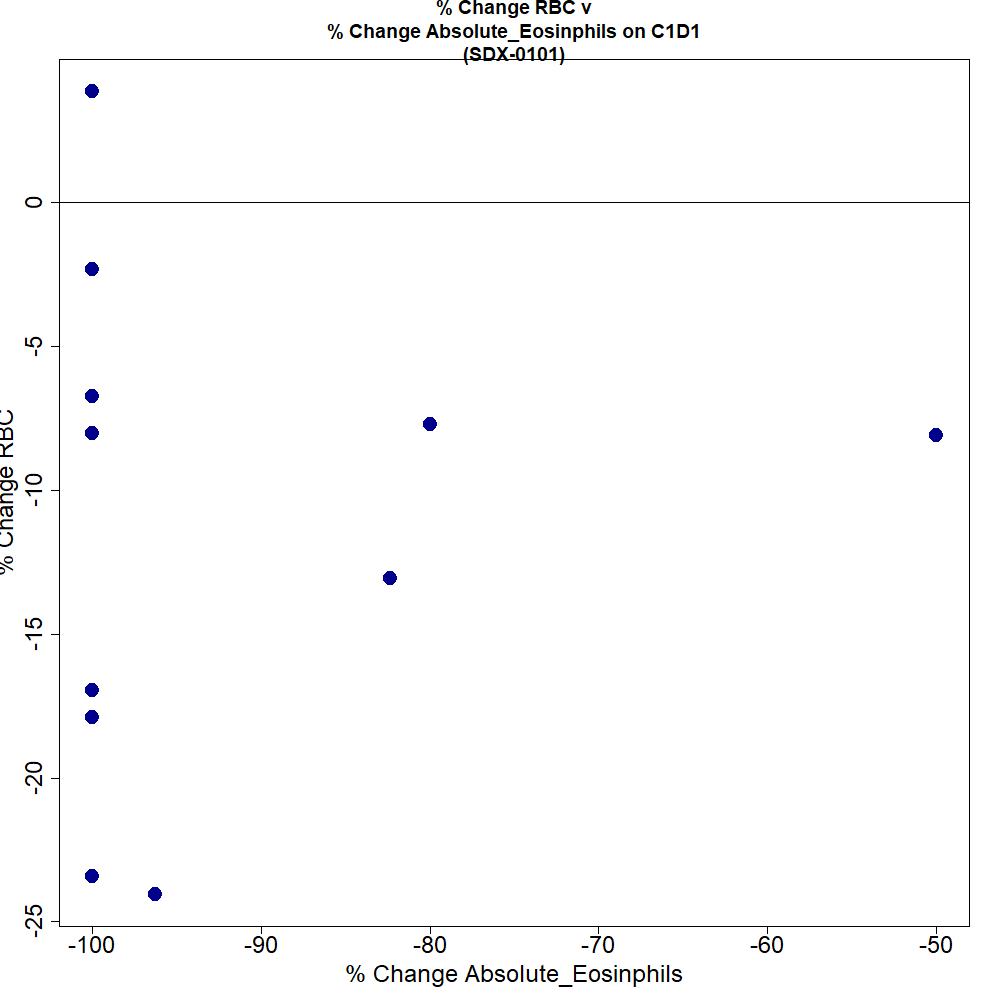 % Change RBC v
% Change Absolute_Eosinphils on C1D1
(SDX-0101)
% Change RBC
0
-5
-10
-15
-20
-25
-100
-90
-80
-70
-60
-50
% Change Absolute_Eosinphils